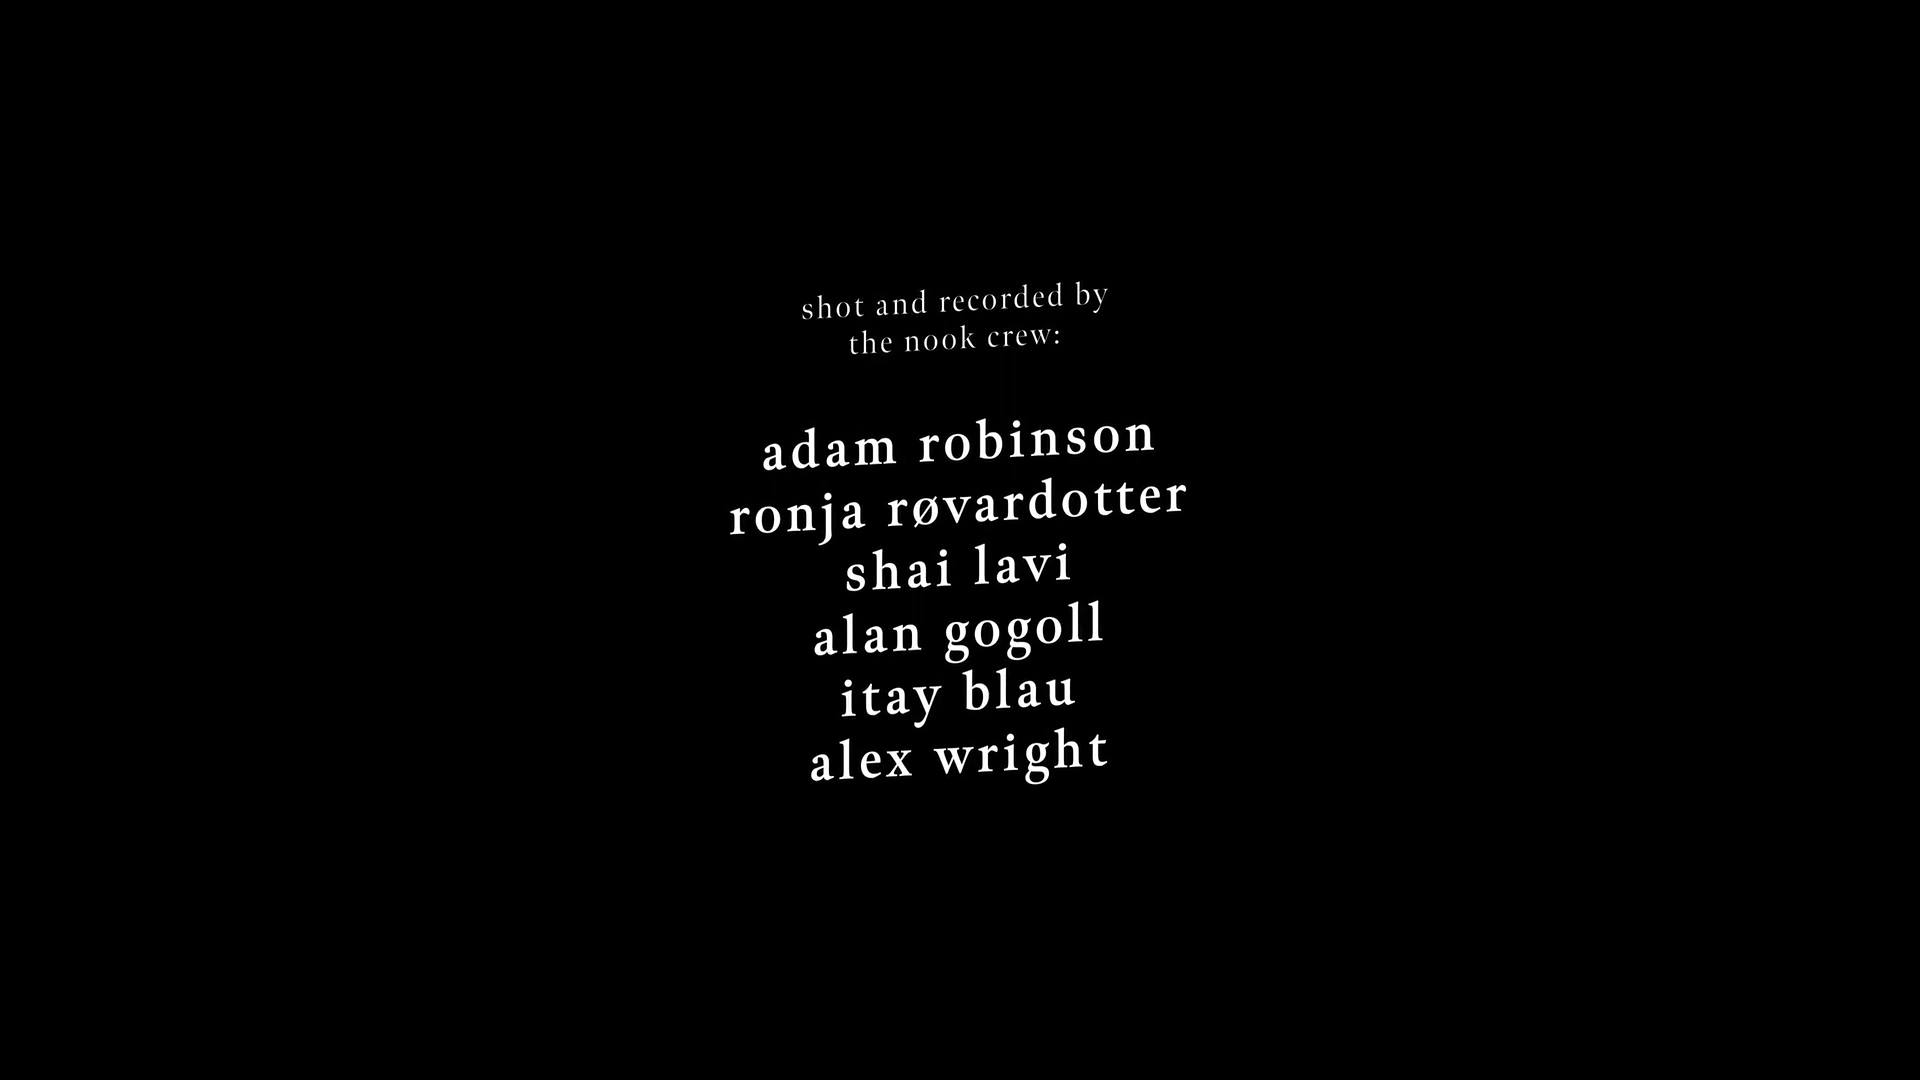 shot and recorded by
the nook crew:
adam robinson
ronja røvardotter
shai lavi
alan gogoll
itay blau
alex wright